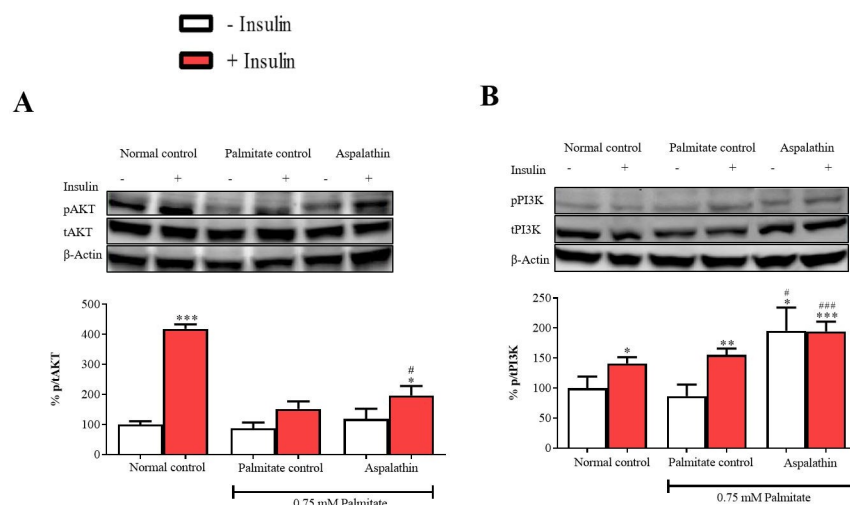 - Insulin
+ Insulin
A
Normal control Palmitate control Aspalathin
Insulin - + - + - +
pAKT
tAKT
β-Actin
% p/tAKT
500
400
300
200
100
0
***
#
*
Normal control Palmitate control Aspalathin
0.75 mM Palmitate
B
Normal control Palmitate control Aspalathin
Insulin - + - + - +
pPI3K
tPI3K
β-Actin
% p/tPI3K
250
200
150
100
50
0
*
**
#
*
###
***
Normal control Palmitate control Aspalathin
0.75 mM Palmitate